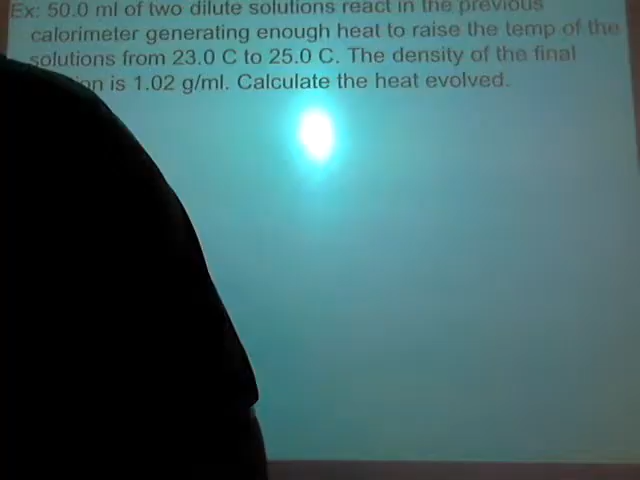 Ex: 50.0 ml of two dilute solutions react in the previous
calorimeter generating enough heat to raise the temp of the
solutions from 23.0 C to 25.0 C. The density of the final
is 1.02 g/ml. Calculate the heat evolved.